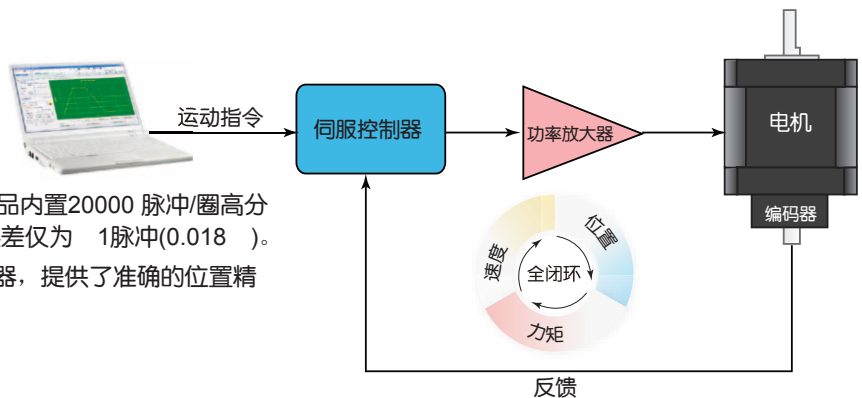 运动指令
伺服控制器
功率放大器
电机
编码器
品内置20000 脉冲/圈高分
差仅为 1脉冲(0.018 )。
器，提供了准确的位置精
位置
速度
全闭环
力矩
反馈